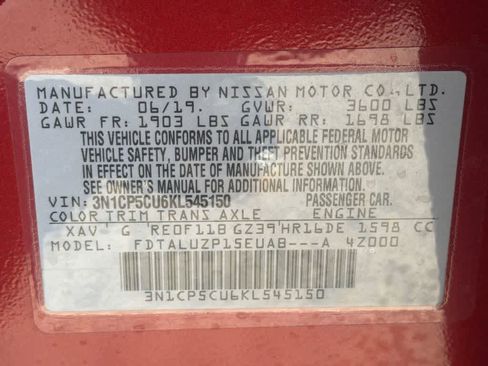 MANUFACTURED BY NISSAN MOTOR CO.,LTD.
DATE: 06/19. GVWR: 3600 LBS
GAWR FR: 1903 LBS GAWR RR: 1698 LBS
THIS VEHICLE CONFORMS TO ALL APPLICABLE FEDERAL MOTOR
VEHICLE SAFETY, BUMPER AND THEFT PREVENTION STANDARDS
IN EFFECT ON THE DATE OF MANUFACTURE SHOWN ABOVE.
SEE OWNER'S MANUAL FOR ADDITIONAL INFORMATION.
VIN: 3N1CP5CU6KL545150 PASSENGER CAR.
COLOR TRIM TRANS AXLE ENGINE
XAV G RE0F11B GZ39 HR16DE 1598 CC
FDTALUZP15EUAB---A 4Z000
3N1CP5CU6KL545150